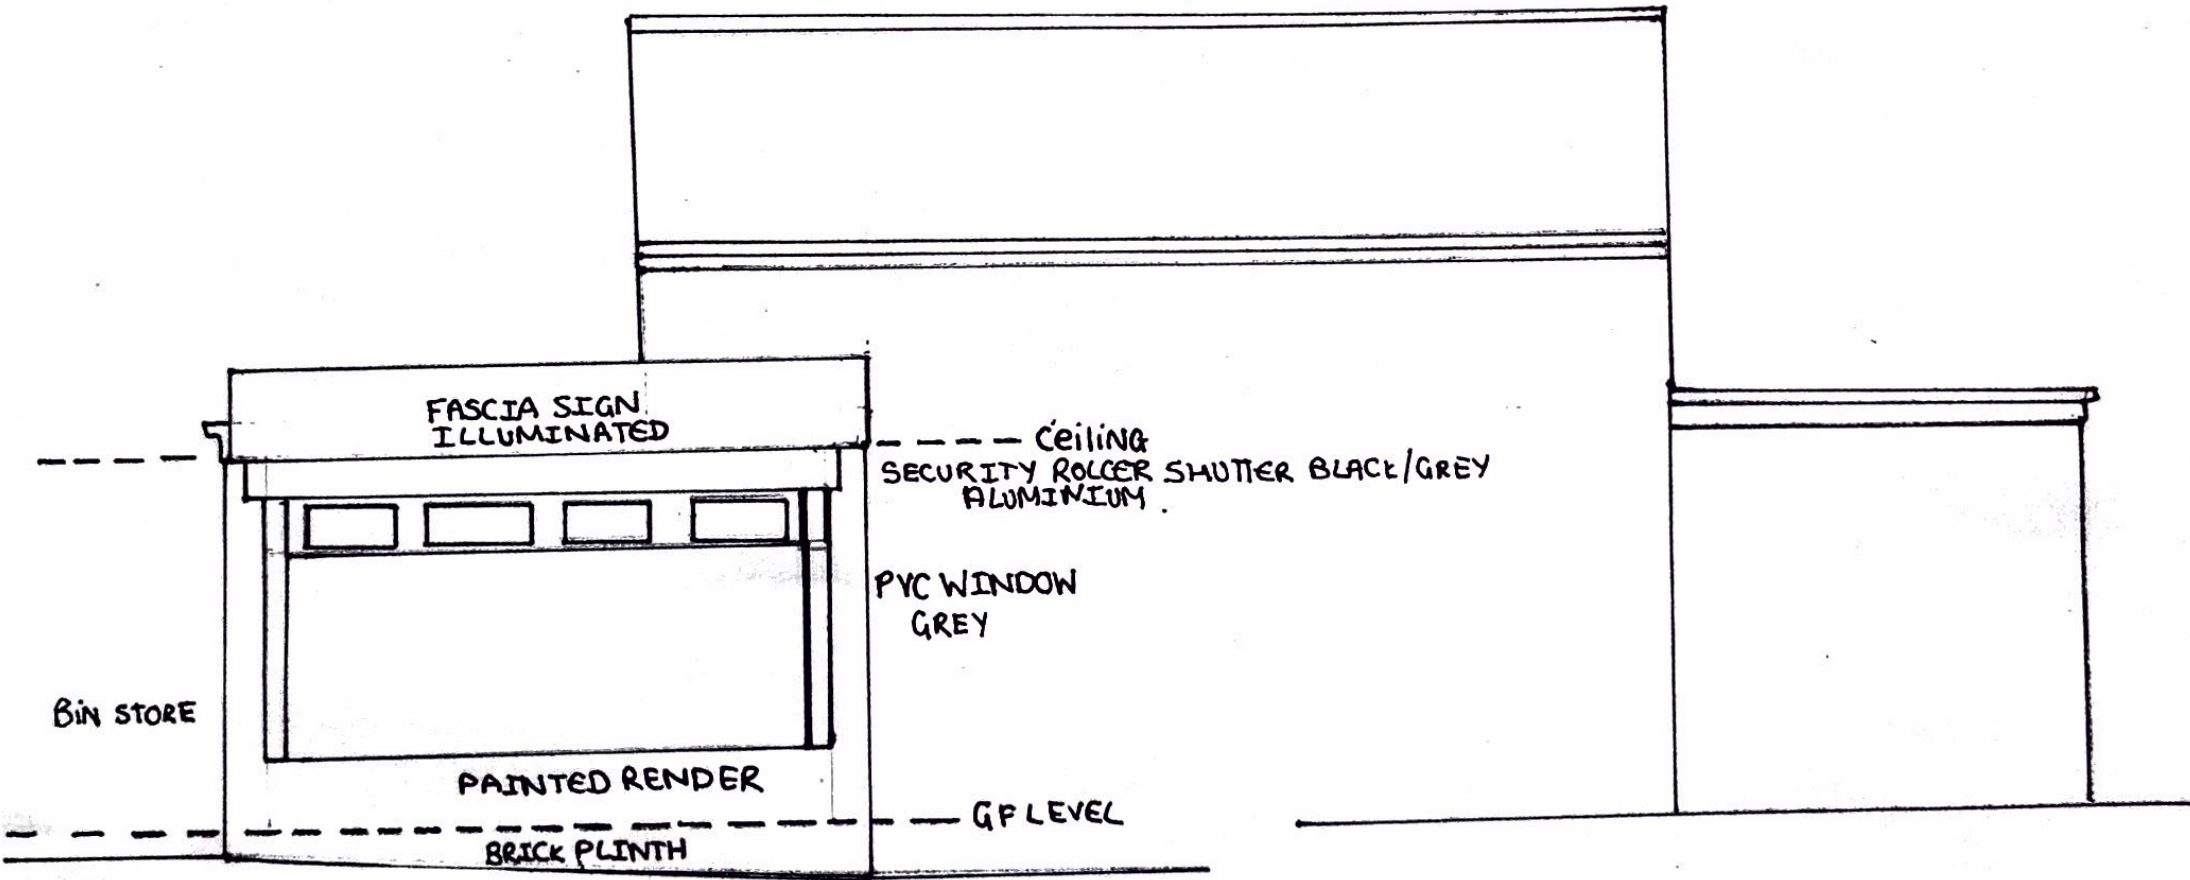 FASCIA SIGN
ILLUMINATED
CEiliNG
SECURITY ROLLER SHUTTER BLACK/GREY
ALUMINIUM.
PVC WINDOW
GREY
BiN STORE
PAINTED RENDER
GF LEVEL
BRICK PLINTH